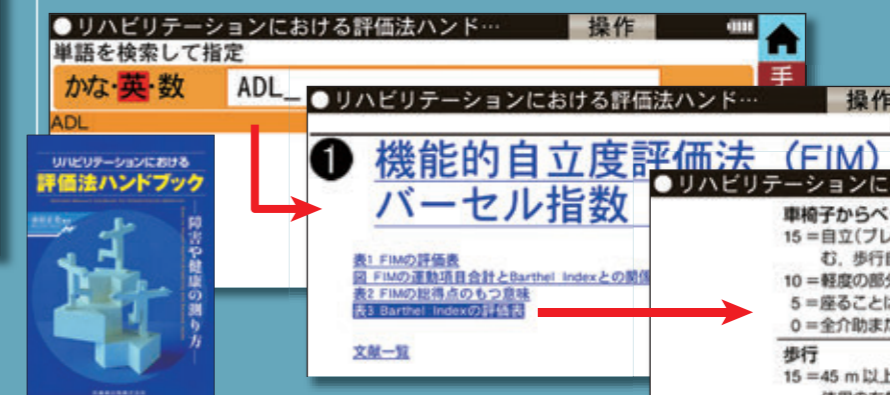 ●リハビリテーションにおける評価法ハンド… 操作
単語を検索して指定
かな・英・数 ADL_
手
ADL
●リハビリテーションにおける評価法ハンド… 操作
❶ 機能的自立度評価法（FIM）
バーセル指数
表1 FIMの評価表
図 FIMの運動項目合計とBarthel Indexとの関係
表2 FIMの総得点のもつ意味
表3 Barthel Indexの評価表
文献一覧
●リハビリテーションに
車椅子からベ
15＝自立(ブレ
む，歩行
10＝軽度の部分
5＝座ることに
0＝全介助また
歩行
15＝45 m以上
リハビリテーションにおける
評価法ハンドブック
障害や健康の測り方